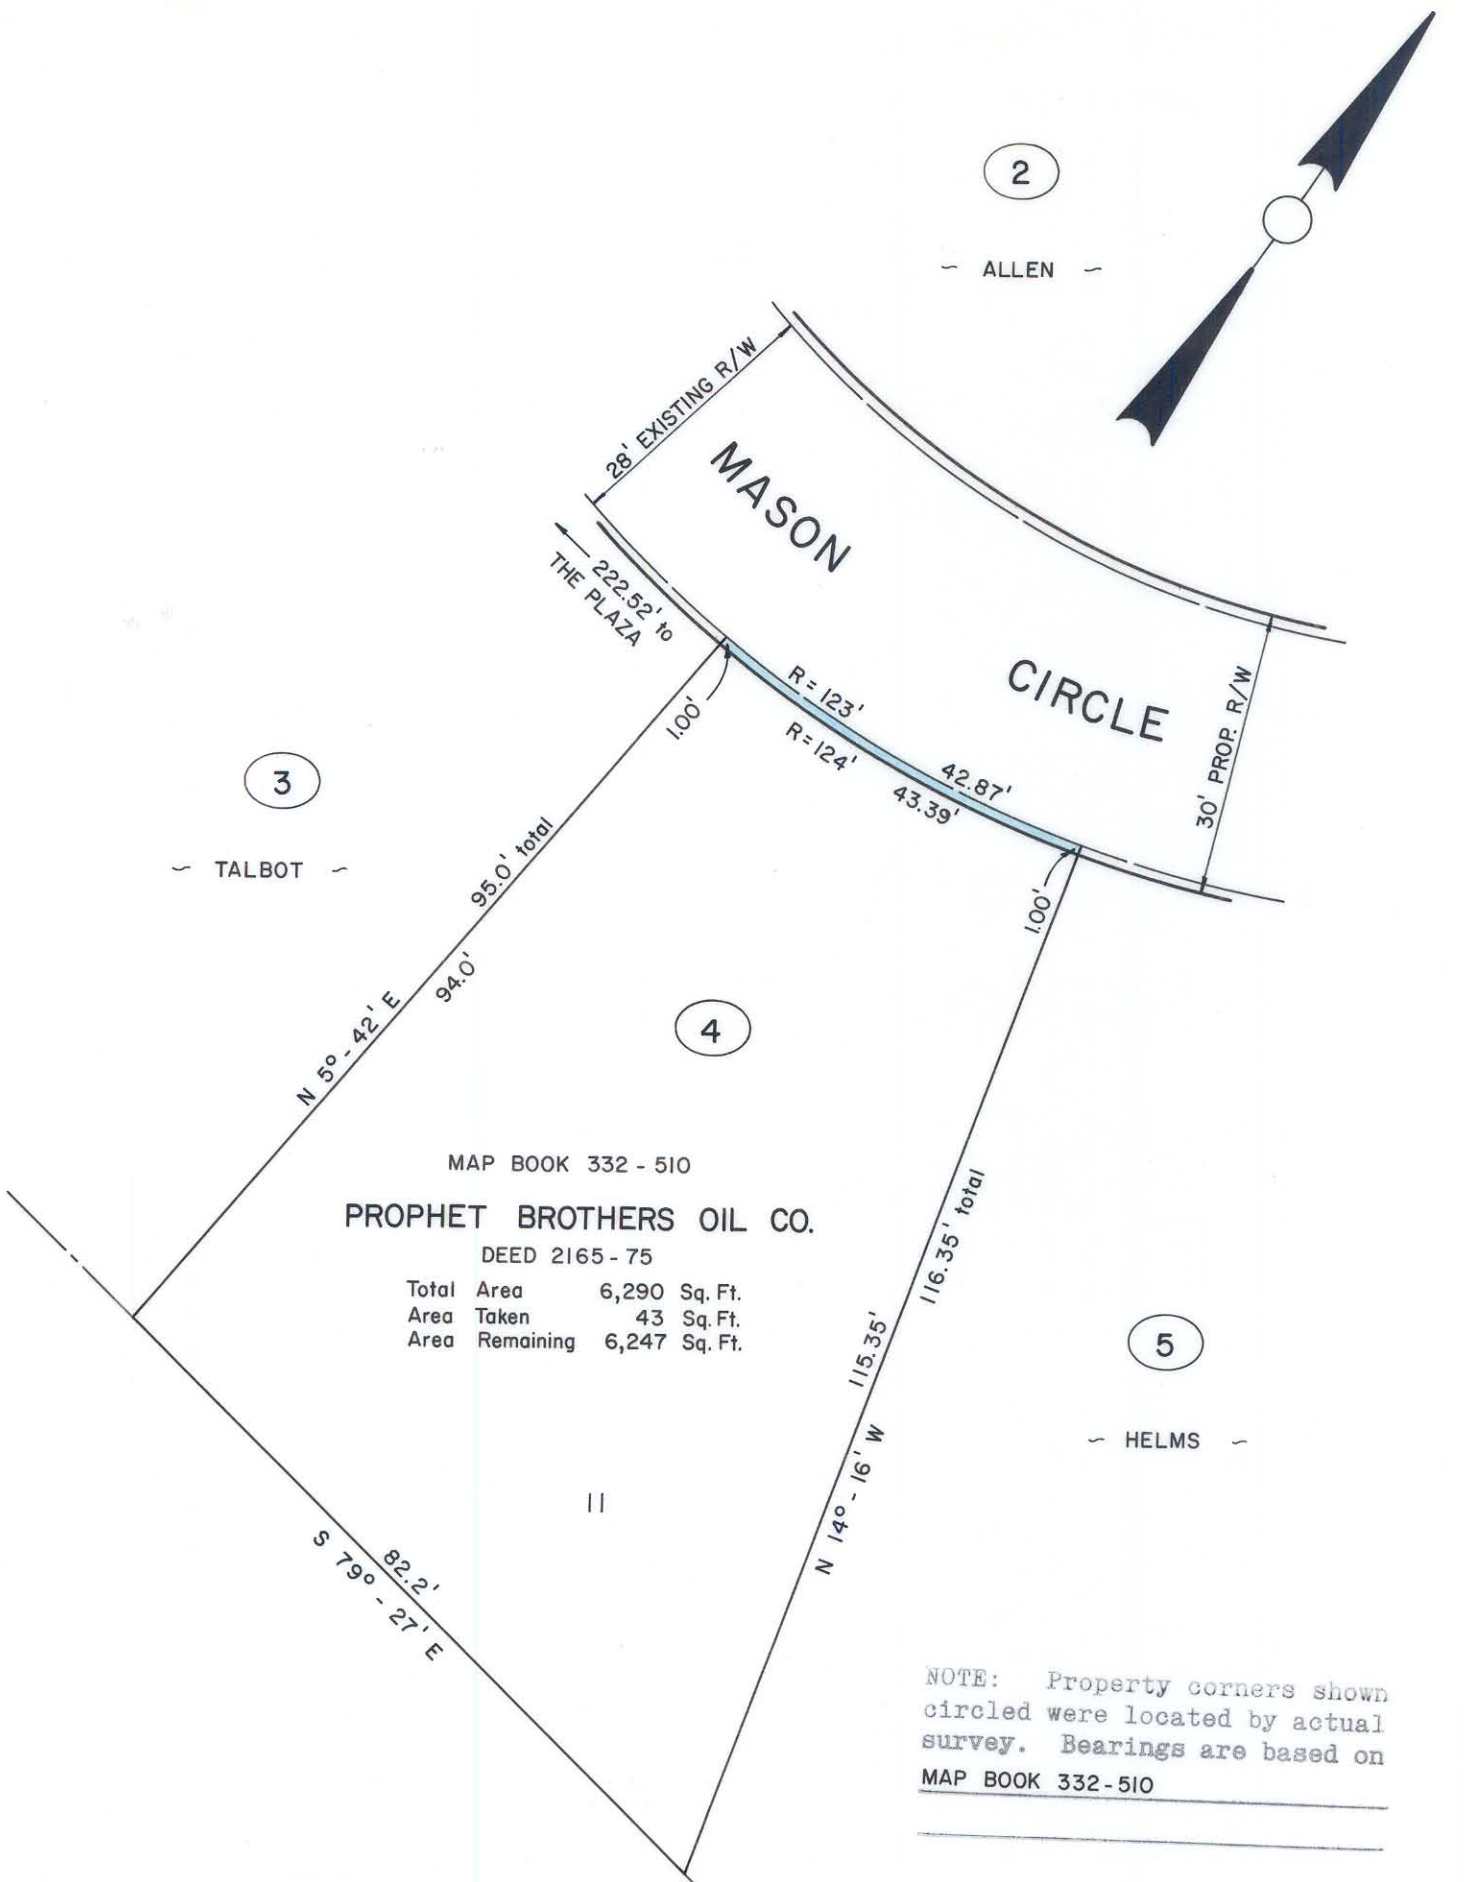 2
~ ALLEN ~
28' EXISTING R/W
MASON
CIRCLE
222.52' to
THE PLAZA
1.00'
R = 123'
R = 124'
42.87'
43.39'
30' PROP. R/W
1.00'
3
~ TALBOT ~
95.0' total
94.0'
N 5° - 42' E
4
MAP BOOK 332 - 510
PROPHET BROTHERS OIL CO.
DEED 2165 - 75
Total Area 6,290 Sq. Ft.
Area Taken 43 Sq. Ft.
Area Remaining 6,247 Sq. Ft.
116.35' total
115.35'
N 14° - 16' W
5
~ HELMS ~
11
82.2'
S 79° - 27' E
NOTE: Property corners shown
circled were located by actual
survey. Bearings are based on
MAP BOOK 332-510